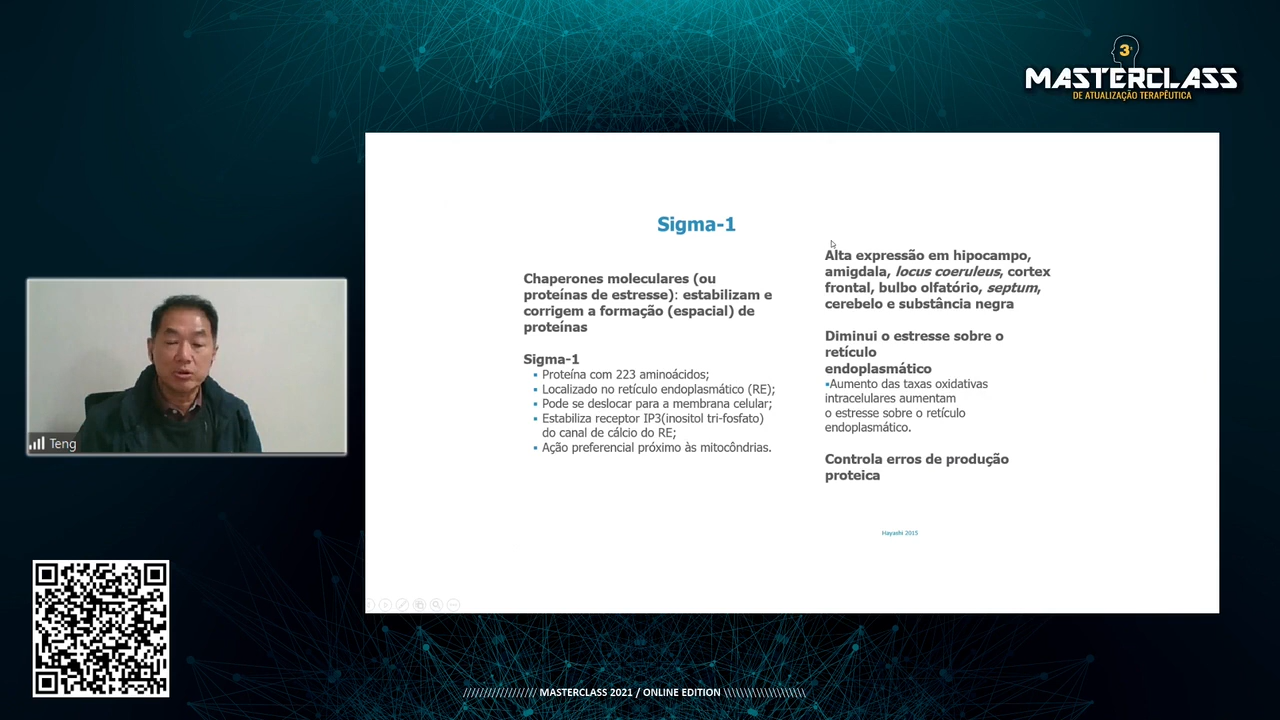 3ª
MASTERCLASS
DE ATUALIZAÇÃO TERAPÊUTICA
Sigma-1
Chaperones moleculares (ou
proteínas de estresse): estabilizam e
corrigem a formação (espacial) de
proteínas
Sigma-1
▪ Proteína com 223 aminoácidos;
▪ Localizado no retículo endoplasmático (RE);
▪ Pode se deslocar para a membrana celular;
▪ Estabiliza receptor IP3(inositol tri-fosfato)
do canal de cálcio do RE;
▪ Ação preferencial próximo às mitocôndrias.
Alta expressão em hipocampo,
amigdala, locus coeruleus, cortex
frontal, bulbo olfatório, septum,
cerebelo e substância negra
Diminui o estresse sobre o
retículo
endoplasmático
▪Aumento das taxas oxidativas
intracelulares aumentam
o estresse sobre o retículo
endoplasmático.
Controla erros de produção
proteica
Hayashi 2015
Teng
////////////////// MASTERCLASS 2021 / ONLINE EDITION \\\\\\\\\\\\\\\\\\\\